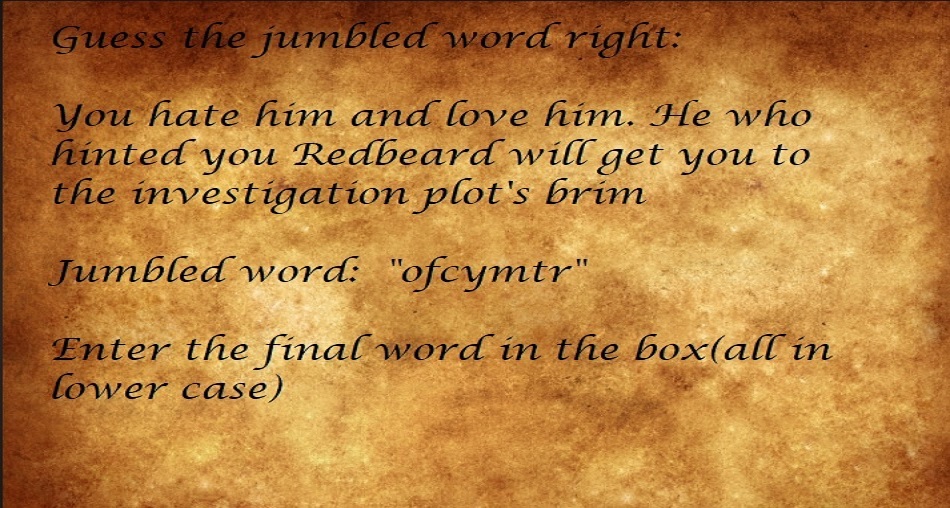 Guess the jumbled word right:
You hate him and love him. He who
hinted you Redbeard will get you to
the investigation plot's brim
Jumbled word: "ofcymtr"
Enter the final word in the box(all in
lower case)